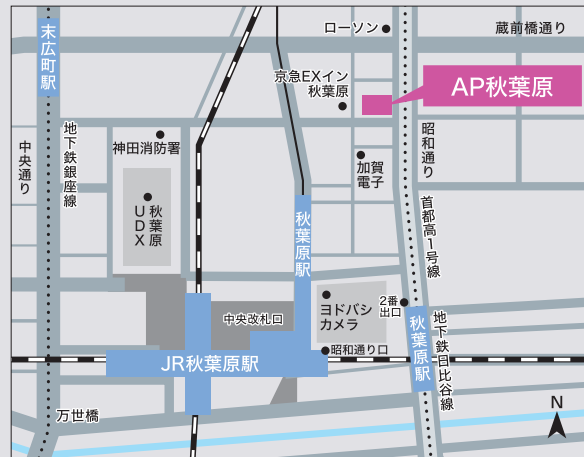 ローソン
蔵前橋通り
末広町駅
京急EXイン
秋葉原
AP秋葉原
地下鉄銀座線
中央通り
神田消防署
昭和通り
加賀
電子
秋葉原
UDX
首都高1号線
秋葉原駅
ヨドバシ
カメラ
2番
出口
中央改札口
秋葉原駅
地下鉄日比谷線
昭和通り口
JR秋葉原駅
万世橋
N